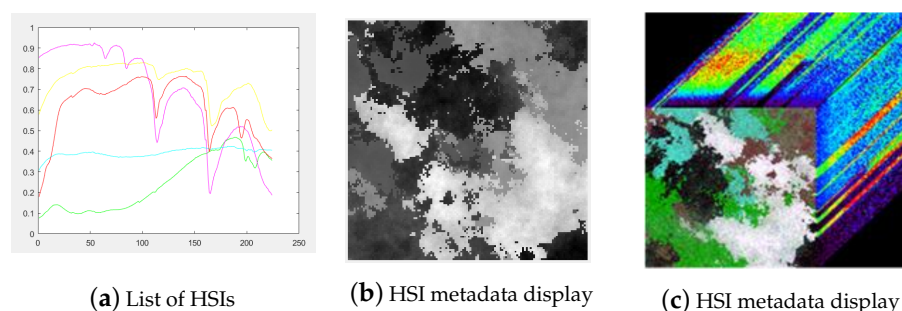 1
0.9
0.8
0.7
0.6
0.5
0.4
0.3
0.2
0.1
0
0 50 100 150 200 250
(a) List of HSIs
(b) HSI metadata display
(c) HSI metadata display